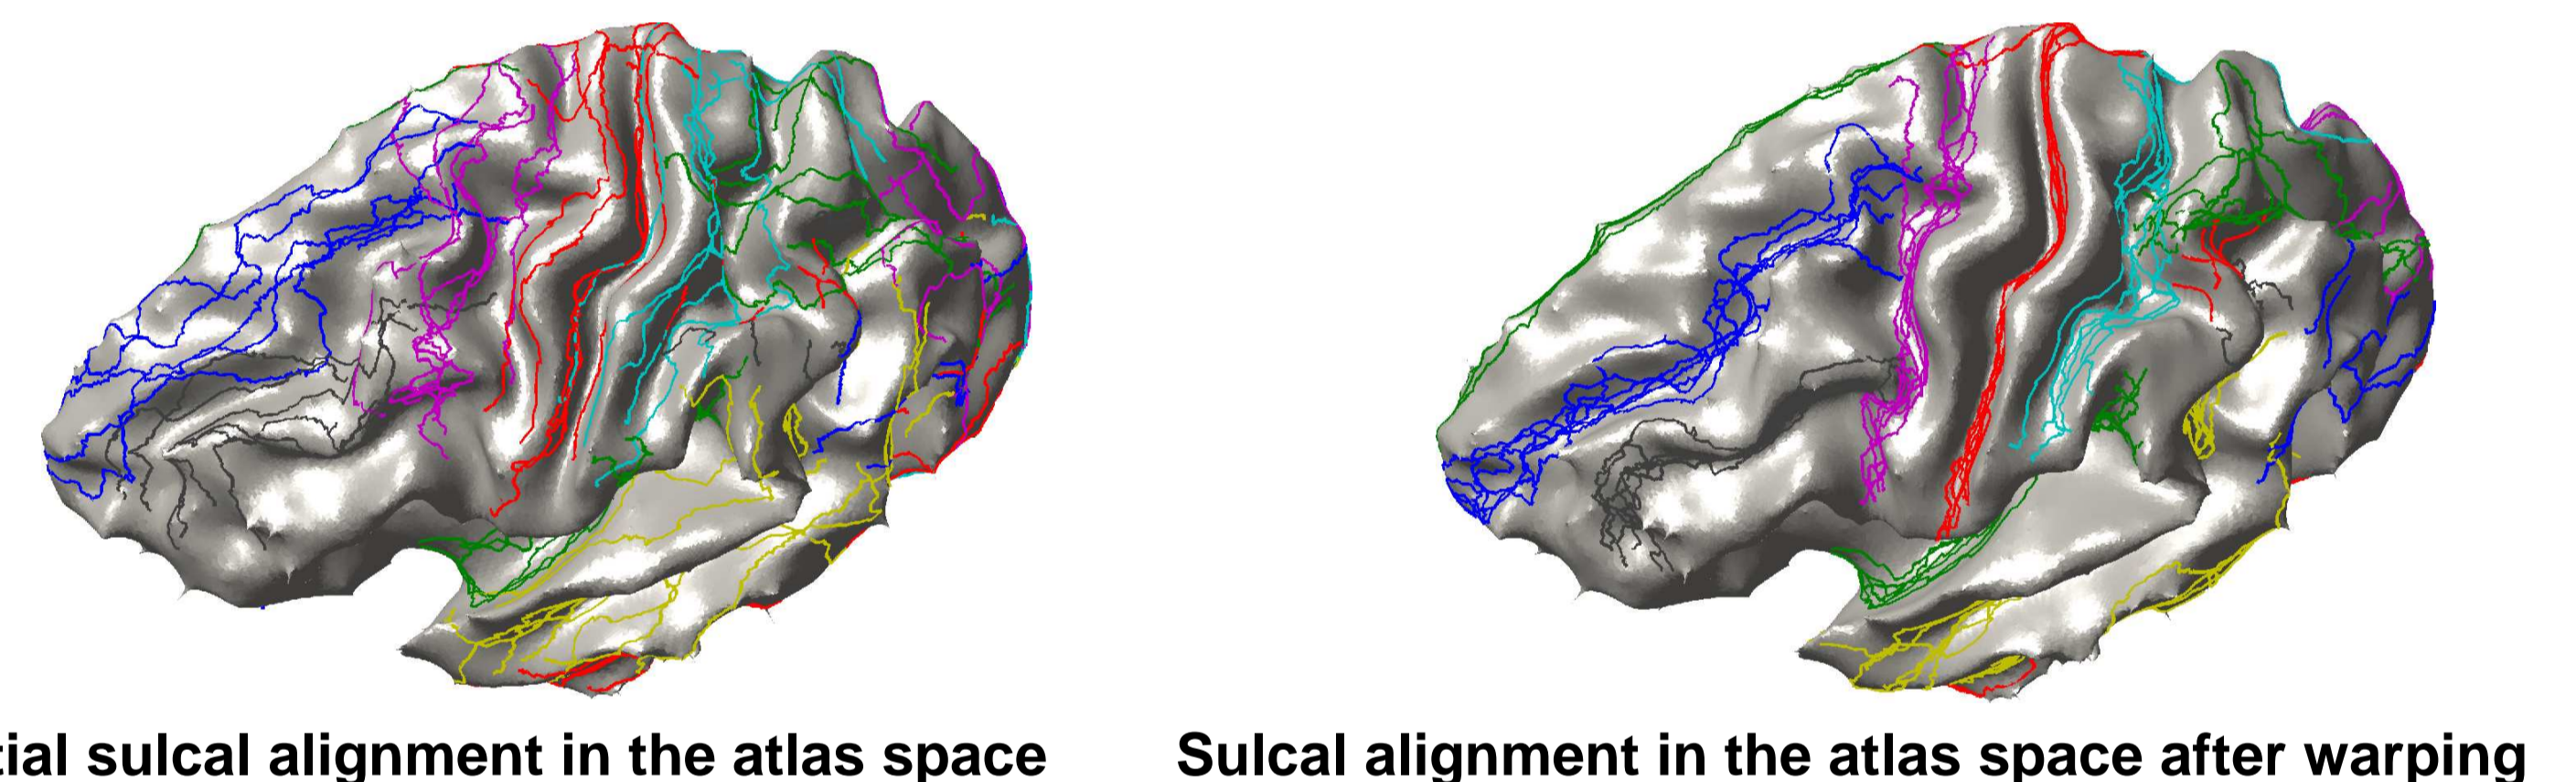 tial sulcal alignment in the atlas space
Sulcal alignment in the atlas space after warping